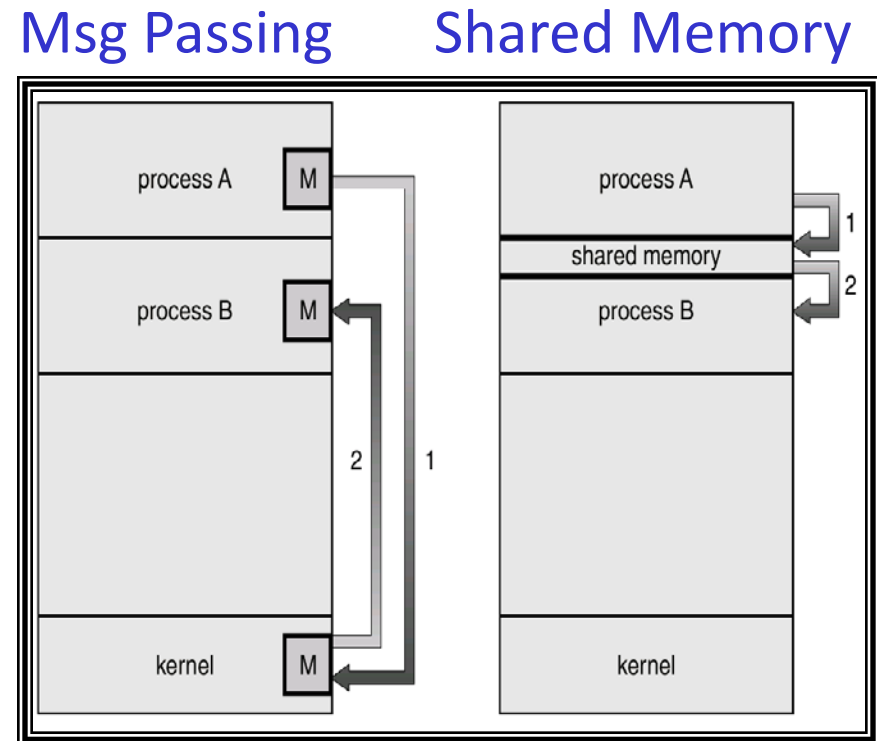 Msg Passing
Shared Memory
process A
M
process B
M
2
1
kernel
M
process A
1
shared memory
2
process B
kernel